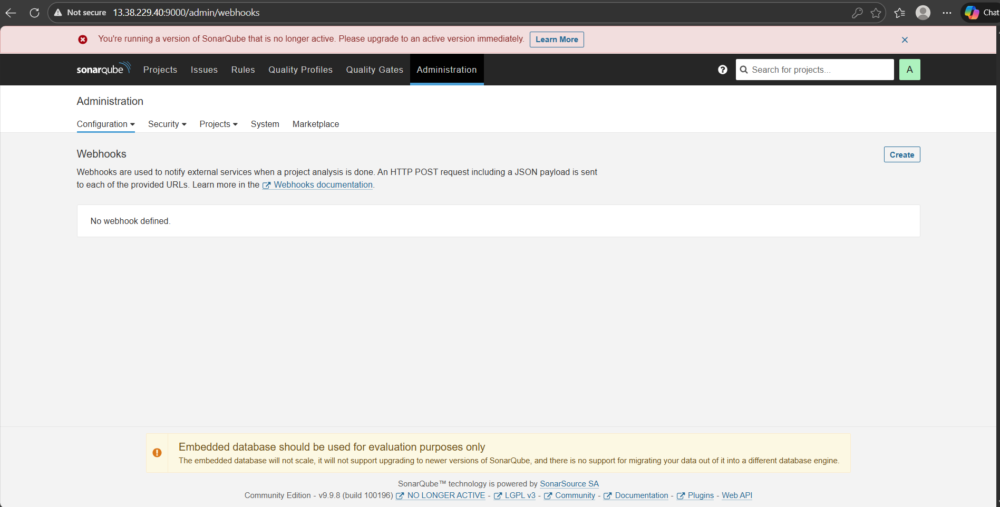 Not secure 13.38.229.40:9000/admin/webhooks Chat
You're running a version of SonarQube that is no longer active. Please upgrade to an active version immediately. Learn More
sonarqube Projects Issues Rules Quality Profiles Quality Gates Administration ? Search for projects... A
Administration
Configuration Security Projects System Marketplace
Webhooks Create
Webhooks are used to notify external services when a project analysis is done. An HTTP POST request including a JSON payload is sent
to each of the provided URLs. Learn more in the Webhooks documentation.
No webhook defined.
Embedded database should be used for evaluation purposes only
The embedded database will not scale, it will not support upgrading to newer versions of SonarQube, and there is no support for migrating your data out of it into a different database engine.
SonarQube™ technology is powered by SonarSource SA
Community Edition - v9.9.8 (build 100196) NO LONGER ACTIVE - LGPL v3 - Community - Documentation - Plugins - Web API